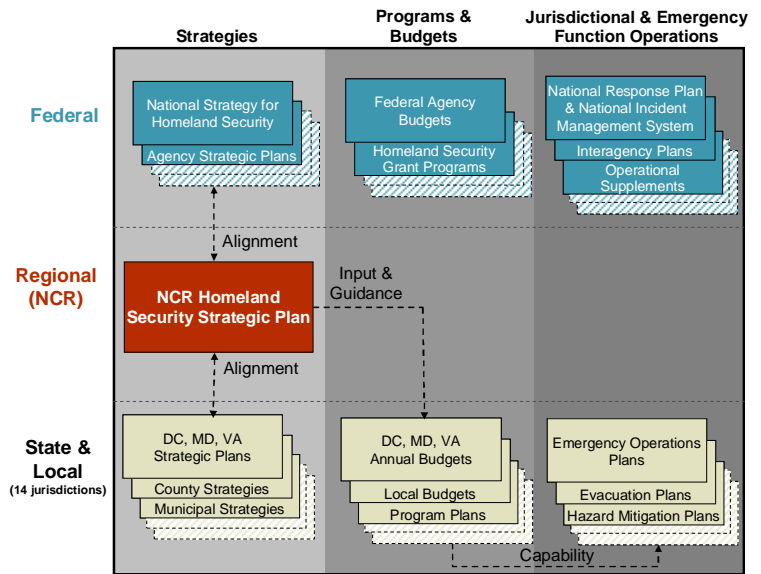 Strategies
Programs &
Budgets
Jurisdictional & Emergency
Function Operations
Federal
National Strategy for
Homeland Security
Agency Strategic Plans
Federal Agency
Budgets
Homeland Security
Grant Programs
National Response Plan
& National Incident
Management System
Interagency Plans
Operational
Supplements
Alignment
Regional
(NCR)
NCR Homeland
Security Strategic Plan
Input &
Guidance
Alignment
State &
Local
(14 jurisdictions)
DC, MD, VA
Strategic Plans
County Strategies
Municipal Strategies
DC, MD, VA
Annual Budgets
Local Budgets
Program Plans
Emergency Operations
Plans
Evacuation Plans
Hazard Mitigation Plans
Capability